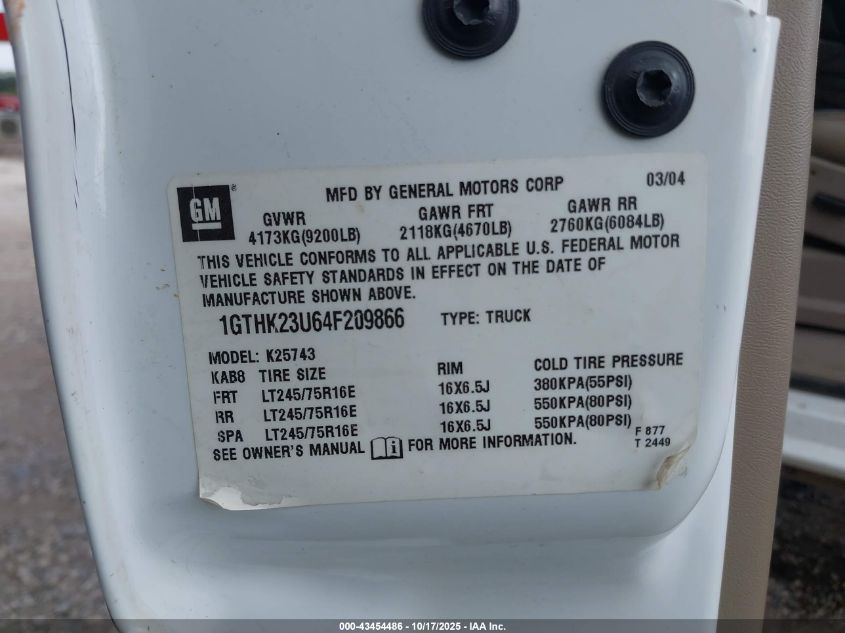 GM ®
MFD BY GENERAL MOTORS CORP 03/04
GVWR GAWR FRT GAWR RR
4173KG(9200LB) 2118KG(4670LB) 2760KG(6084LB)
THIS VEHICLE CONFORMS TO ALL APPLICABLE U.S. FEDERAL MOTOR
VEHICLE SAFETY STANDARDS IN EFFECT ON THE DATE OF
MANUFACTURE SHOWN ABOVE.
1GTHK23U64F209866 TYPE: TRUCK
MODEL: K25743
KAB8 TIRE SIZE RIM COLD TIRE PRESSURE
FRT LT245/75R16E 16X6.5J 380KPA(55PSI)
RR LT245/75R16E 16X6.5J 550KPA(80PSI)
SPA LT245/75R16E 16X6.5J 550KPA(80PSI)
SEE OWNER'S MANUAL i FOR MORE INFORMATION.
F 877
T 2449
000-43454486 - 10/17/2025 - IAA Inc.